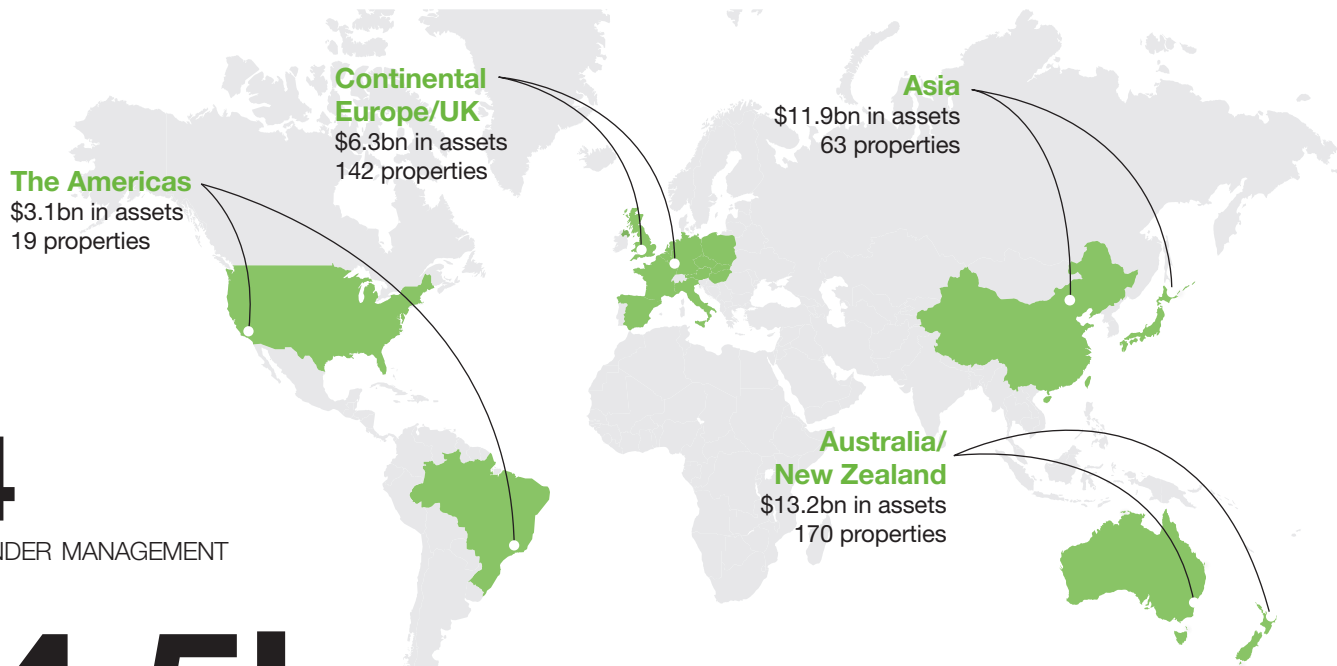 Continental
Europe/UK
$6.3bn in assets
142 properties
Asia
$11.9bn in assets
63 properties
The Americas
$3.1bn in assets
19 properties
Australia/
New Zealand
$13.2bn in assets
170 properties
4
MANAGEMENT